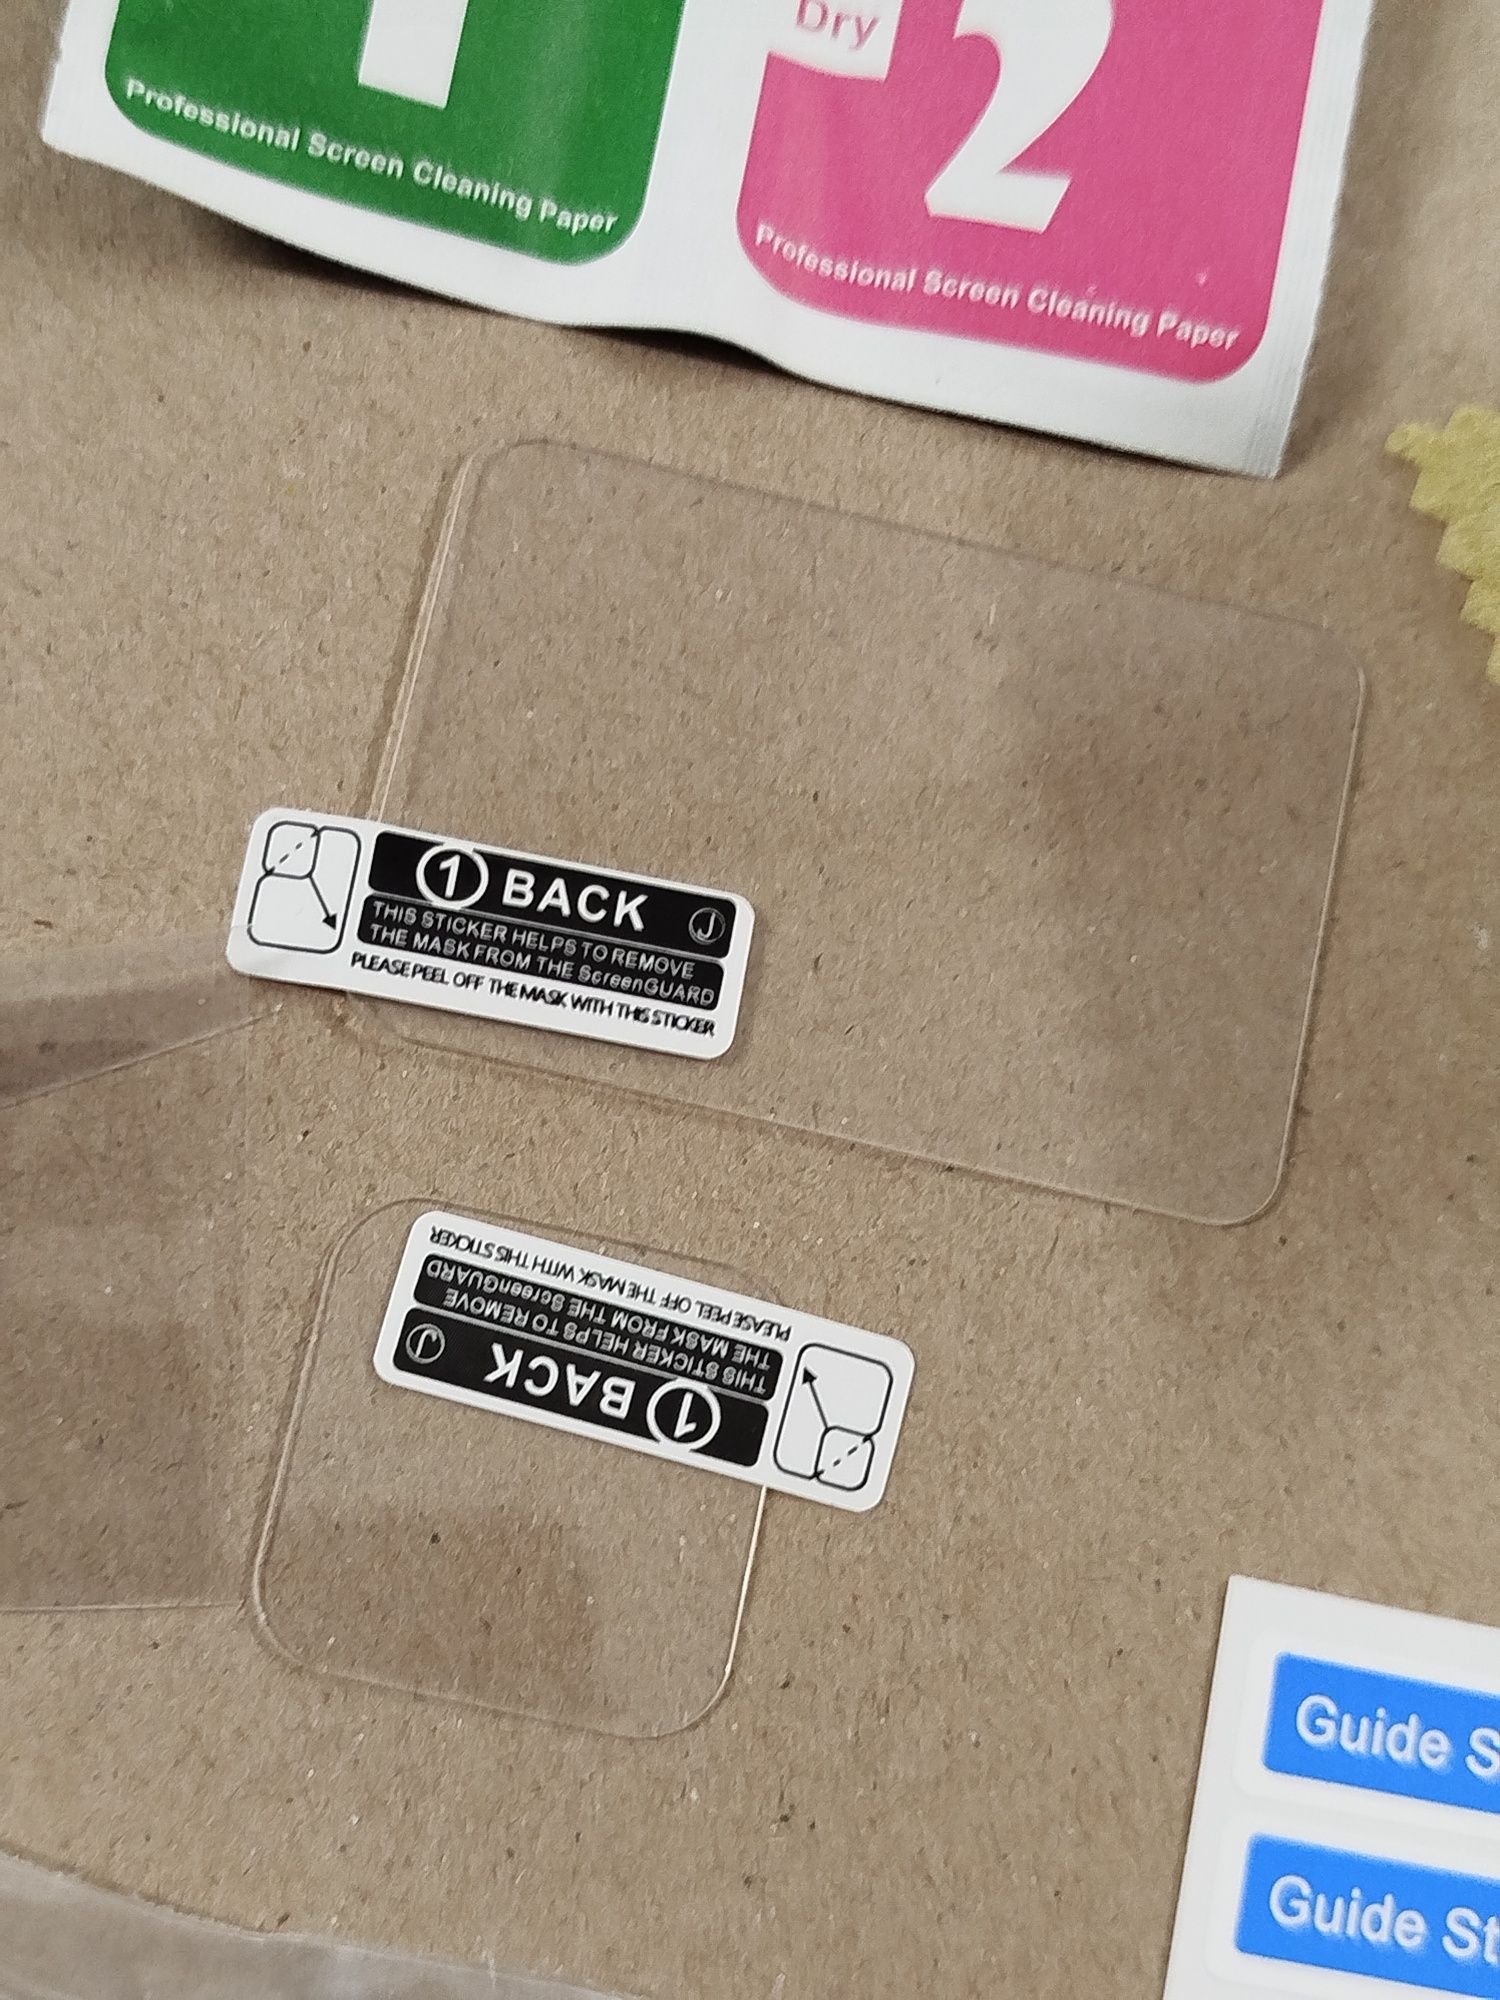 1
Professional Screen Cleaning Paper
Dry
2
Professional Screen Cleaning Paper
1 BACK J
THIS STICKER HELPS TO REMOVE
THE MASK FROM THE ScreenGUARD
PLEASE PEEL OFF THE MASK WITH THIS STICKER
1 BACK J
THIS STICKER HELPS TO REMOVE
THE MASK FROM THE ScreenGUARD
PLEASE PEEL OFF THE MASK WITH THIS STICKER
Guide S
Guide St